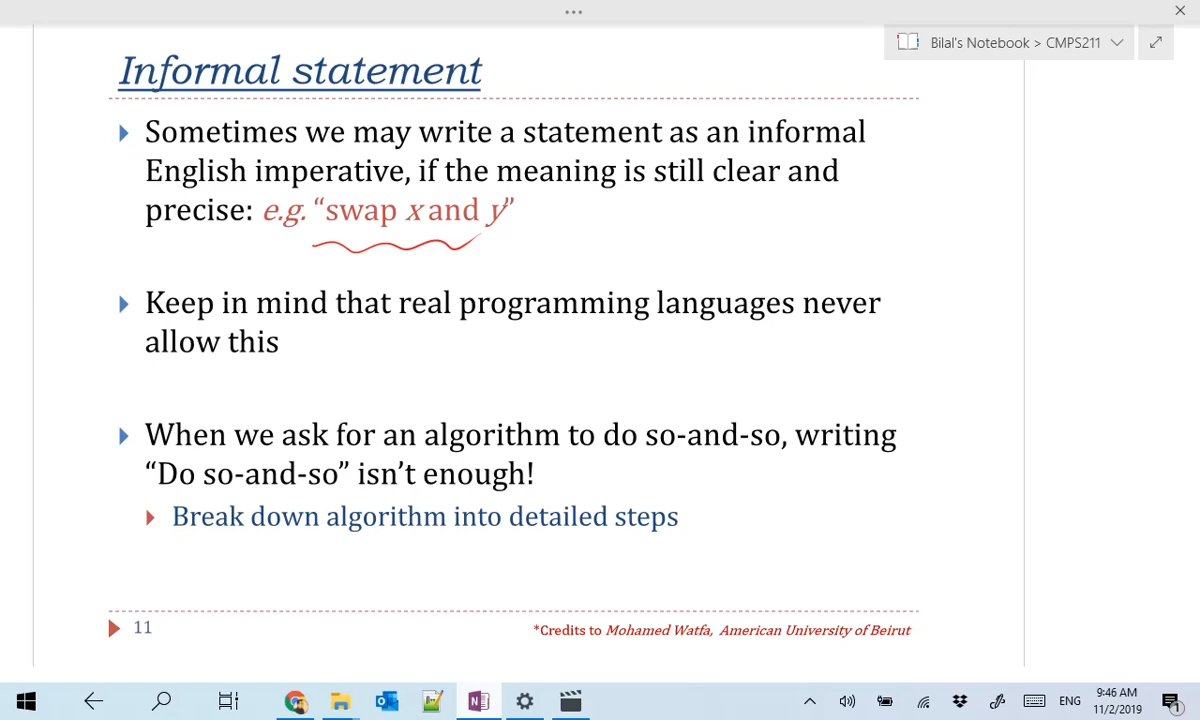 Bilal's Notebook > CMPS211
Informal statement
Sometimes we may write a statement as an informal
English imperative, if the meaning is still clear and
precise: e.g. “swap x and y”
Keep in mind that real programming languages never
allow this
When we ask for an algorithm to do so-and-so, writing
“Do so-and-so” isn’t enough!
Break down algorithm into detailed steps
11
*Credits to Mohamed Watfa, American University of Beirut
ENG
9:46 AM
11/2/2019
1